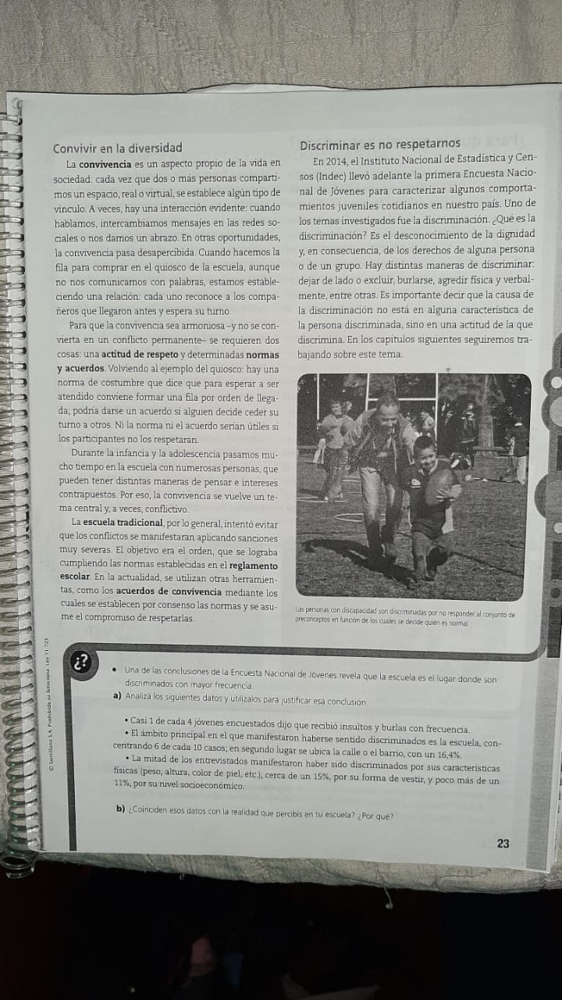 Convivir en la diversidad
La convivencia es un aspecto propio de la vida en
sociedad: cada vez que dos o más personas comparti-
mos un espacio, real o virtual, se establece algún tipo de
vínculo. A veces, hay una interacción evidente: cuando
hablamos, intercambiamos mensajes en las redes so-
ciales o nos damos un abrazo. En otras oportunidades,
la convivencia pasa desapercibida. Cuando hacemos la
fila para comprar en el quiosco de la escuela, aunque
no nos comunicamos con palabras, estamos estable-
ciendo una relación: cada uno reconoce a los compa-
ñeros que llegaron antes y espera su turno.
Para que la convivencia sea armoniosa –y no se con-
vierta en un conflicto permanente– se requieren dos
cosas: una actitud de respeto y determinadas normas
y acuerdos. Volviendo al ejemplo del quiosco: hay una
norma de costumbre que dice que para esperar a ser
atendido conviene formar una fila por orden de llega-
da; podría darse un acuerdo si alguien decide ceder su
turno a otros. Ni la norma ni el acuerdo serían útiles si
los participantes no los respetaran.
Durante la infancia y la adolescencia pasamos mu-
cho tiempo en la escuela con numerosas personas, que
pueden tener distintas maneras de pensar e intereses
contrapuestos. Por eso, la convivencia se vuelve un te-
ma central y, a veces, conflictivo.
La escuela tradicional, por lo general, intentó evitar
que los conflictos se manifestaran aplicando sanciones
muy severas. El objetivo era el orden, que se lograba
cumpliendo las normas establecidas en el reglamento
escolar. En la actualidad, se utilizan otras herramien-
tas, como los acuerdos de convivencia mediante los
cuales se establecen por consenso las normas y se asu-
me el compromiso de respetarlas.
Discriminar es no respetarnos
En 2014, el Instituto Nacional de Estadística y Cen-
sos (Indec) llevó adelante la primera Encuesta Nacio-
nal de Jóvenes para caracterizar algunos comporta-
mientos juveniles cotidianos en nuestro país. Uno de
los temas investigados fue la discriminación. ¿Qué es la
discriminación? Es el desconocimiento de la dignidad
y, en consecuencia, de los derechos de alguna persona
o de un grupo. Hay distintas maneras de discriminar:
dejar de lado o excluir, burlarse, agredir física y verbal-
mente, entre otras. Es importante decir que la causa de
la discriminación no está en alguna característica de
la persona discriminada, sino en una actitud de la que
discrimina. En los capítulos siguientes seguiremos tra-
bajando sobre este tema.
Las personas con discapacidad son discriminadas por no responder al conjunto de
preconceptos en función de los cuales se decide quién es normal.
© Santillana S.A. Prohibida su fotocopia. Ley 11.723
¿?
• Una de las conclusiones de la Encuesta Nacional de Jóvenes revela que la escuela es el lugar donde son
discriminados con mayor frecuencia.
a) Analizá los siguientes datos y utilizalos para justificar esa conclusión.
• Casi 1 de cada 4 jóvenes encuestados dijo que recibió insultos y burlas con frecuencia.
• El ámbito principal en el que manifestaron haberse sentido discriminados es la escuela, con-
centrando 6 de cada 10 casos; en segundo lugar se ubica la calle o el barrio, con un 16,4%.
• La mitad de los entrevistados manifestaron haber sido discriminados por sus características
físicas (peso, altura, color de piel, etc.), cerca de un 15%, por su forma de vestir, y poco más de un
11%, por su nivel socioeconómico.
b) ¿Coinciden esos datos con la realidad que percibís en tu escuela? ¿Por qué?
23